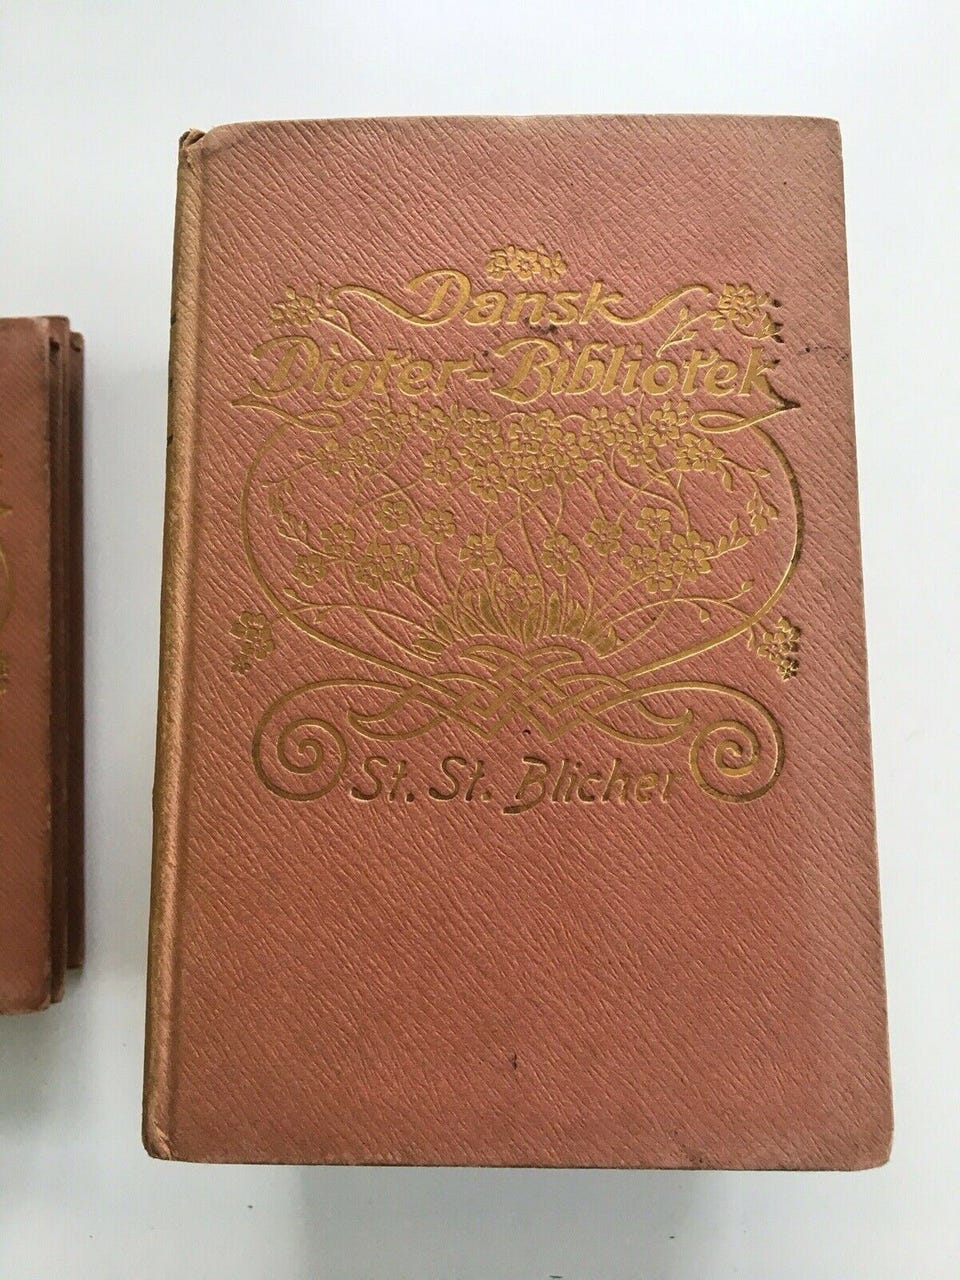 Dansk
Digter-Bibliotek
St. St. Blicher